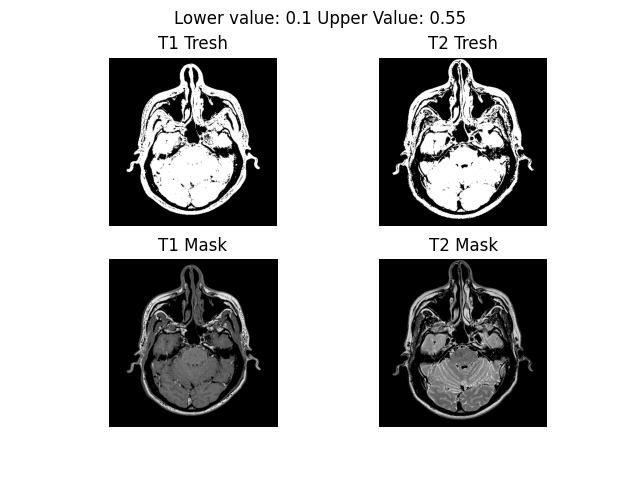 Lower value: 0.1 Upper Value: 0.55
T1 Tresh
T2 Tresh
T1 Mask
T2 Mask